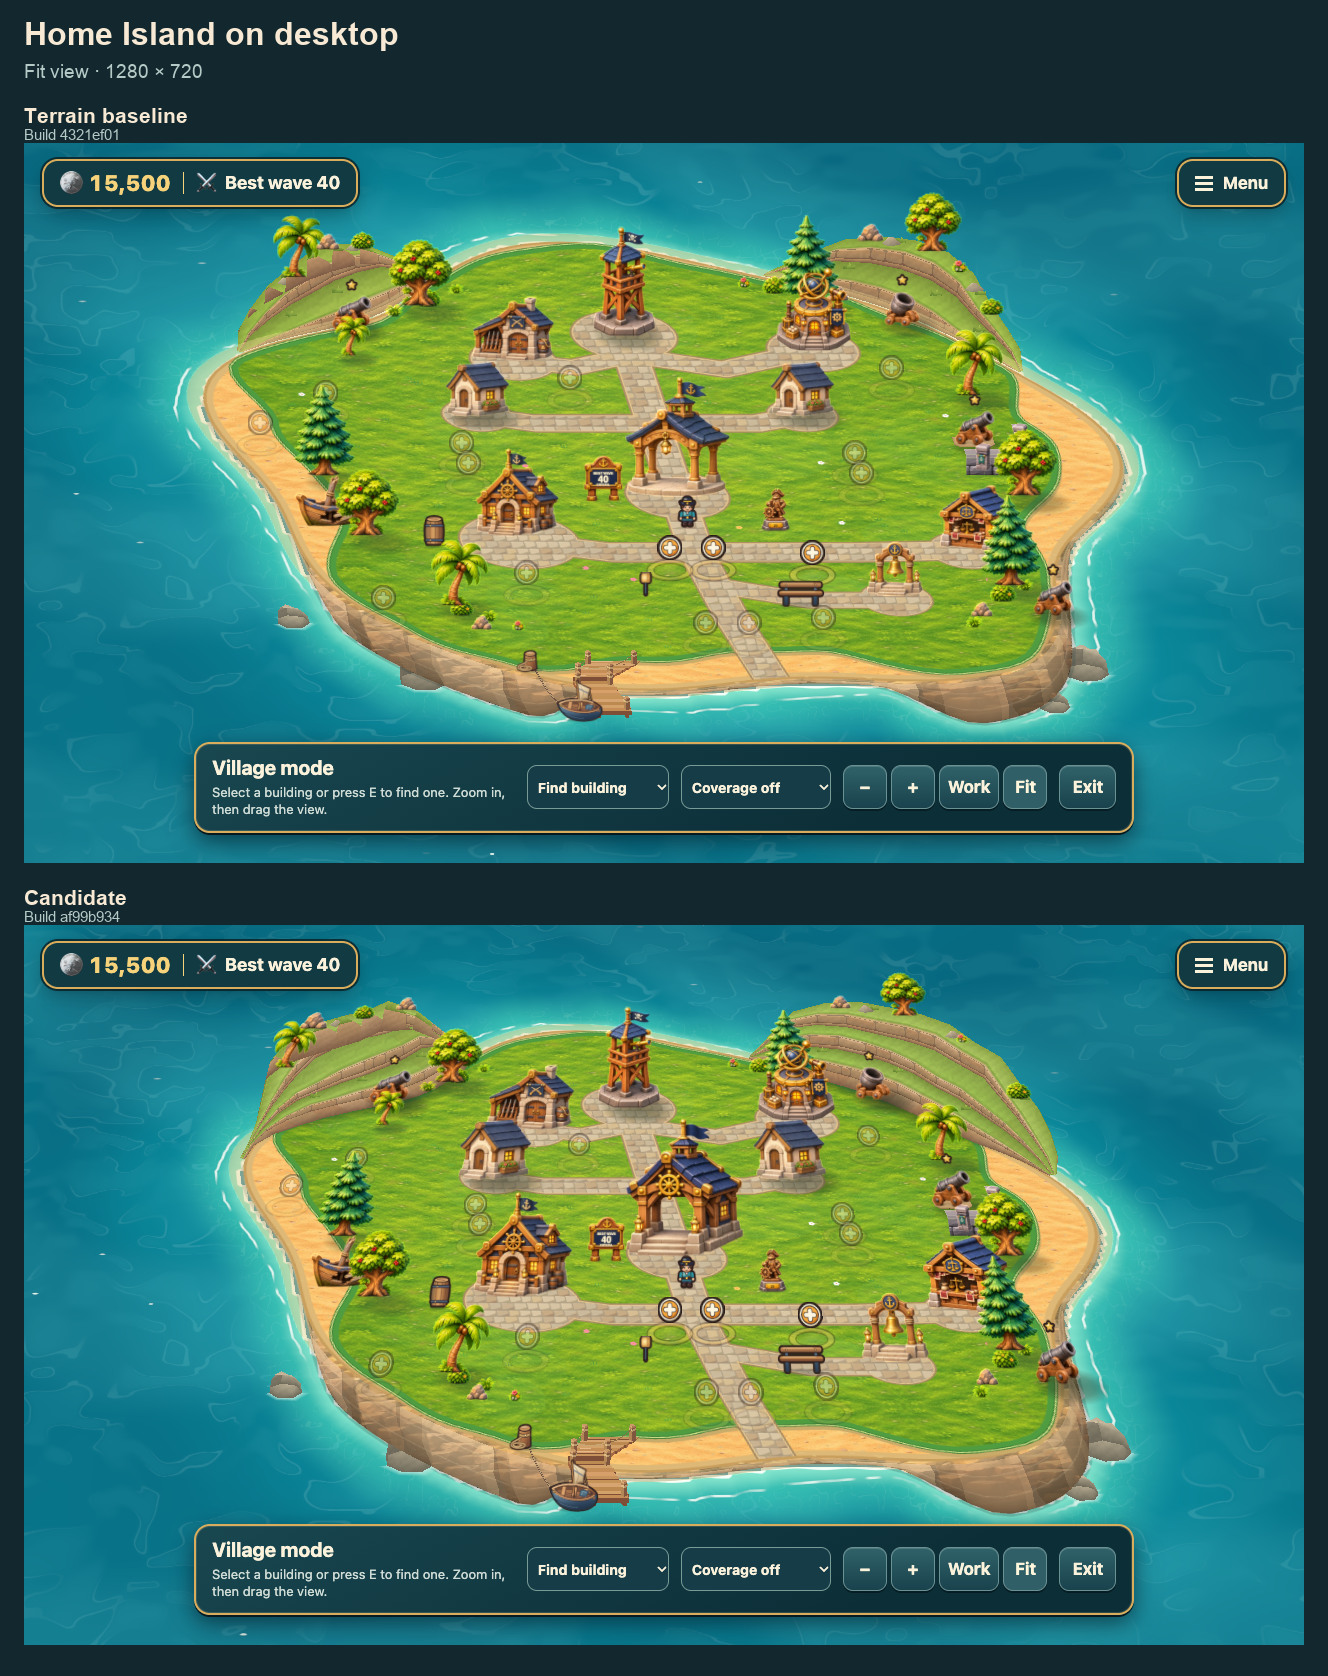 Home Island on desktop
Fit view · 1280 × 720
Terrain baseline
Build 4321ef01
15,500
Best wave 40
Menu
40
Village mode
Select a building or press E to find one. Zoom in,
then drag the view.
Find building
Coverage off
−
+
Work
Fit
Exit
Candidate
Build af99b934
15,500
Best wave 40
Menu
40
Village mode
Select a building or press E to find one. Zoom in,
then drag the view.
Find building
Coverage off
−
+
Work
Fit
Exit